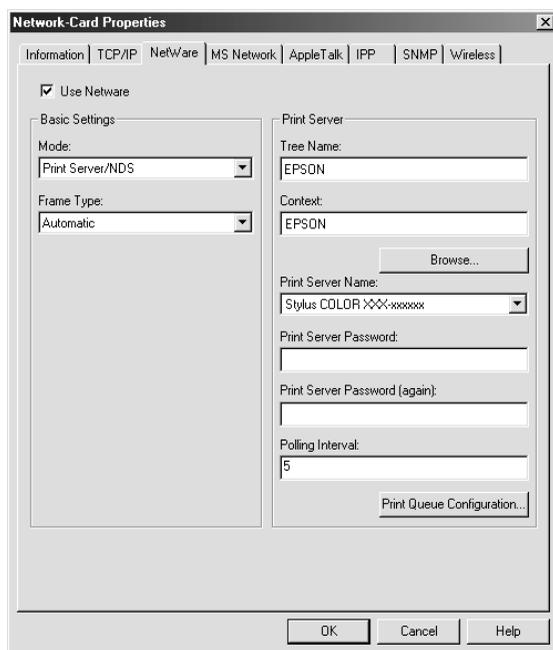 Network-Card Properties
Information TCP/IP NetWare MS Network AppleTalk IPP SNMP Wireless
Use Netware
Basic Settings
Mode:
Print Server/NDS
Frame Type:
Automatic
Print Server
Tree Name:
EPSON
Context:
EPSON
Browse...
Print Server Name:
Stylus COLOR XXX-xxxxxx
Print Server Password:
Print Server Password (again):
Polling Interval:
5
Print Queue Configuration...
OK Cancel Help